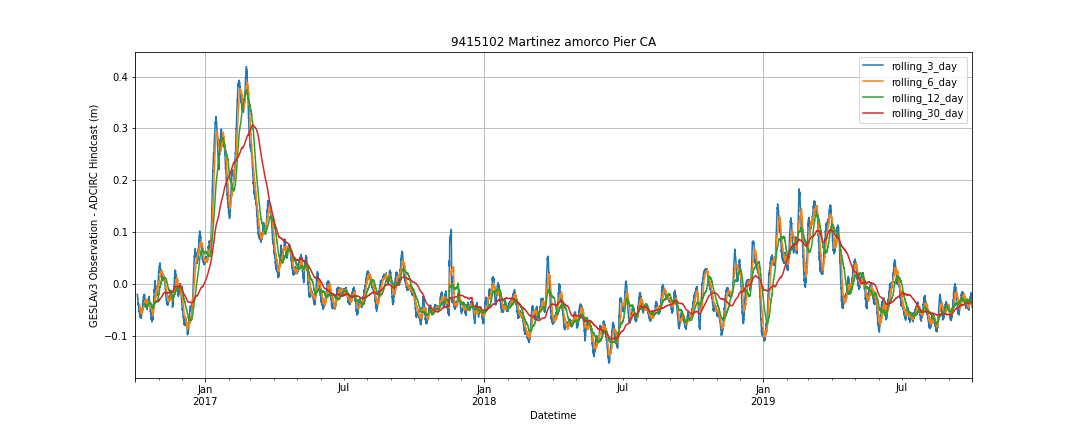 9415102 Martinez amorco Pier CA
rolling_3_day
rolling_6_day
rolling_12_day
rolling_30_day
GESLAv3 Observation - ADCIRC Hindcast (m)
0.4
0.3
0.2
0.1
0.0
−0.1
Jan
2017
Jul
Jan
2018
Jul
Jan
2019
Jul
Datetime